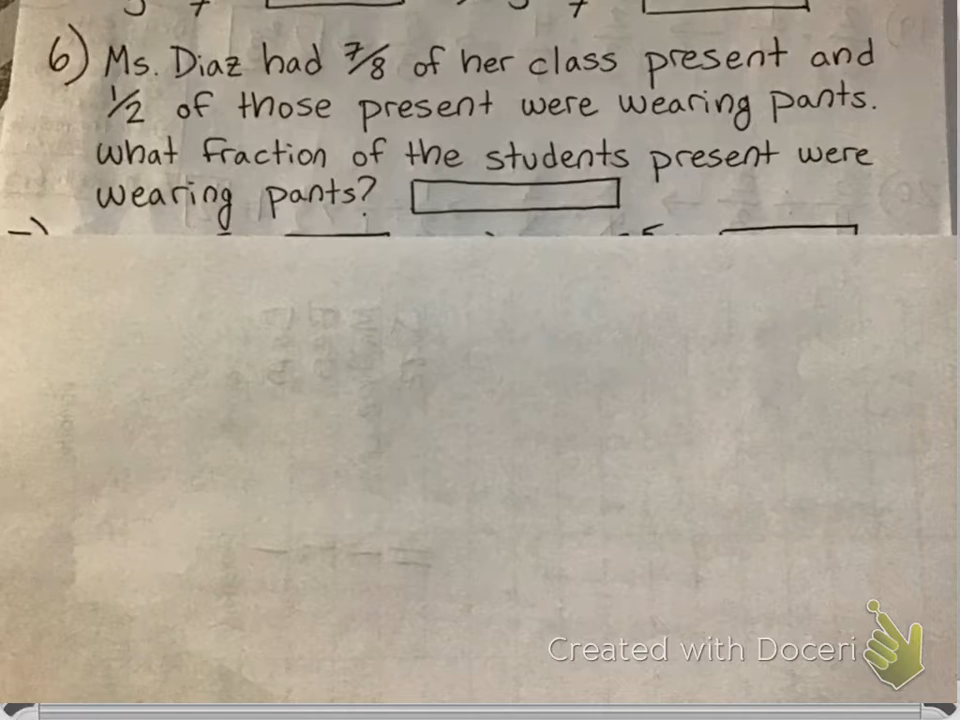 6) Ms. Diaz had 7/8 of her class present and
1/2 of those present were wearing pants.
What fraction of the students present were
wearing pants?
Created with Doceri